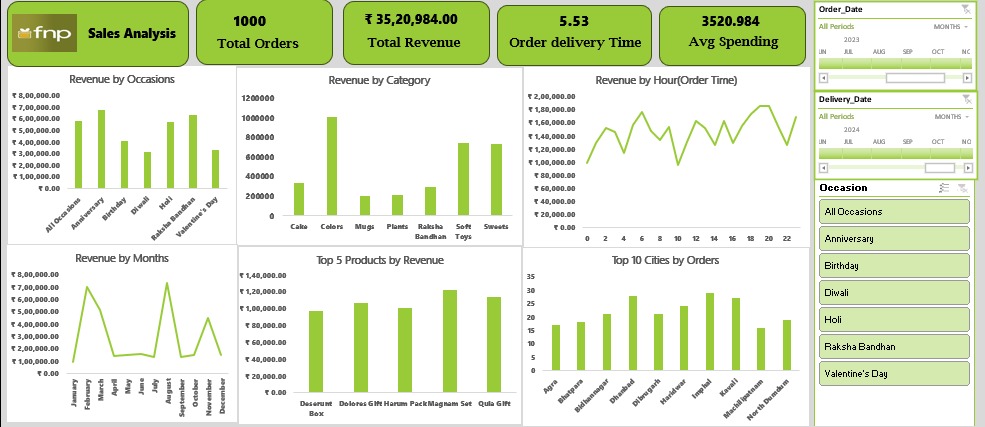 fnp Sales Analysis
1000
Total Orders
₹ 35,20,984.00
Total Revenue
5.53
Order delivery Time
3520.984
Avg Spending
Order_Date
All Periods MONTHS
2023
JUN JUL AUG SEP OCT NO
Delivery_Date
All Periods MONTHS
2024
JUN JUL AUG SEP OCT N
Occasion
All Occasions
Anniversary
Birthday
Diwali
Holi
Raksha Bandhan
Valentine's Day
Revenue by Occasions
₹ 8,00,000.00
₹ 7,00,000.00
₹ 6,00,000.00
₹ 5,00,000.00
₹ 4,00,000.00
₹ 3,00,000.00
₹ 2,00,000.00
₹ 1,00,000.00
₹ 0.00
All Occasions Anniversary Birthday Diwali Holi Raksha Bandhan Valentine's Day
Revenue by Category
1200000
1000000
800000
600000
400000
200000
0
Cake Colors Mugs Plants Raksha Bandhan Soft Toys Sweets
Revenue by Hour(Order Time)
₹ 2,00,000.00
₹ 1,80,000.00
₹ 1,60,000.00
₹ 1,40,000.00
₹ 1,20,000.00
₹ 1,00,000.00
₹ 80,000.00
₹ 60,000.00
₹ 40,000.00
₹ 20,000.00
₹ 0.00
0 2 4 6 8 10 12 14 16 18 20 22
Revenue by Months
₹ 8,00,000.00
₹ 7,00,000.00
₹ 6,00,000.00
₹ 5,00,000.00
₹ 4,00,000.00
₹ 3,00,000.00
₹ 2,00,000.00
₹ 1,00,000.00
₹ 0.00
January February March April May June July August September October November December
Top 5 Products by Revenue
₹ 1,40,000.00
₹ 1,20,000.00
₹ 1,00,000.00
₹ 80,000.00
₹ 60,000.00
₹ 40,000.00
₹ 20,000.00
₹ 0.00
Deserunt Box Dolores Gift Harum Pack Magnam Set Quia Gift
Top 10 Cities by Orders
35
30
25
20
15
10
5
0
Agra Bhatpara Bidhannagar Dhanbad Dibrugarh Haridwar Imphal Kavali Machilipatnam North Dumdum